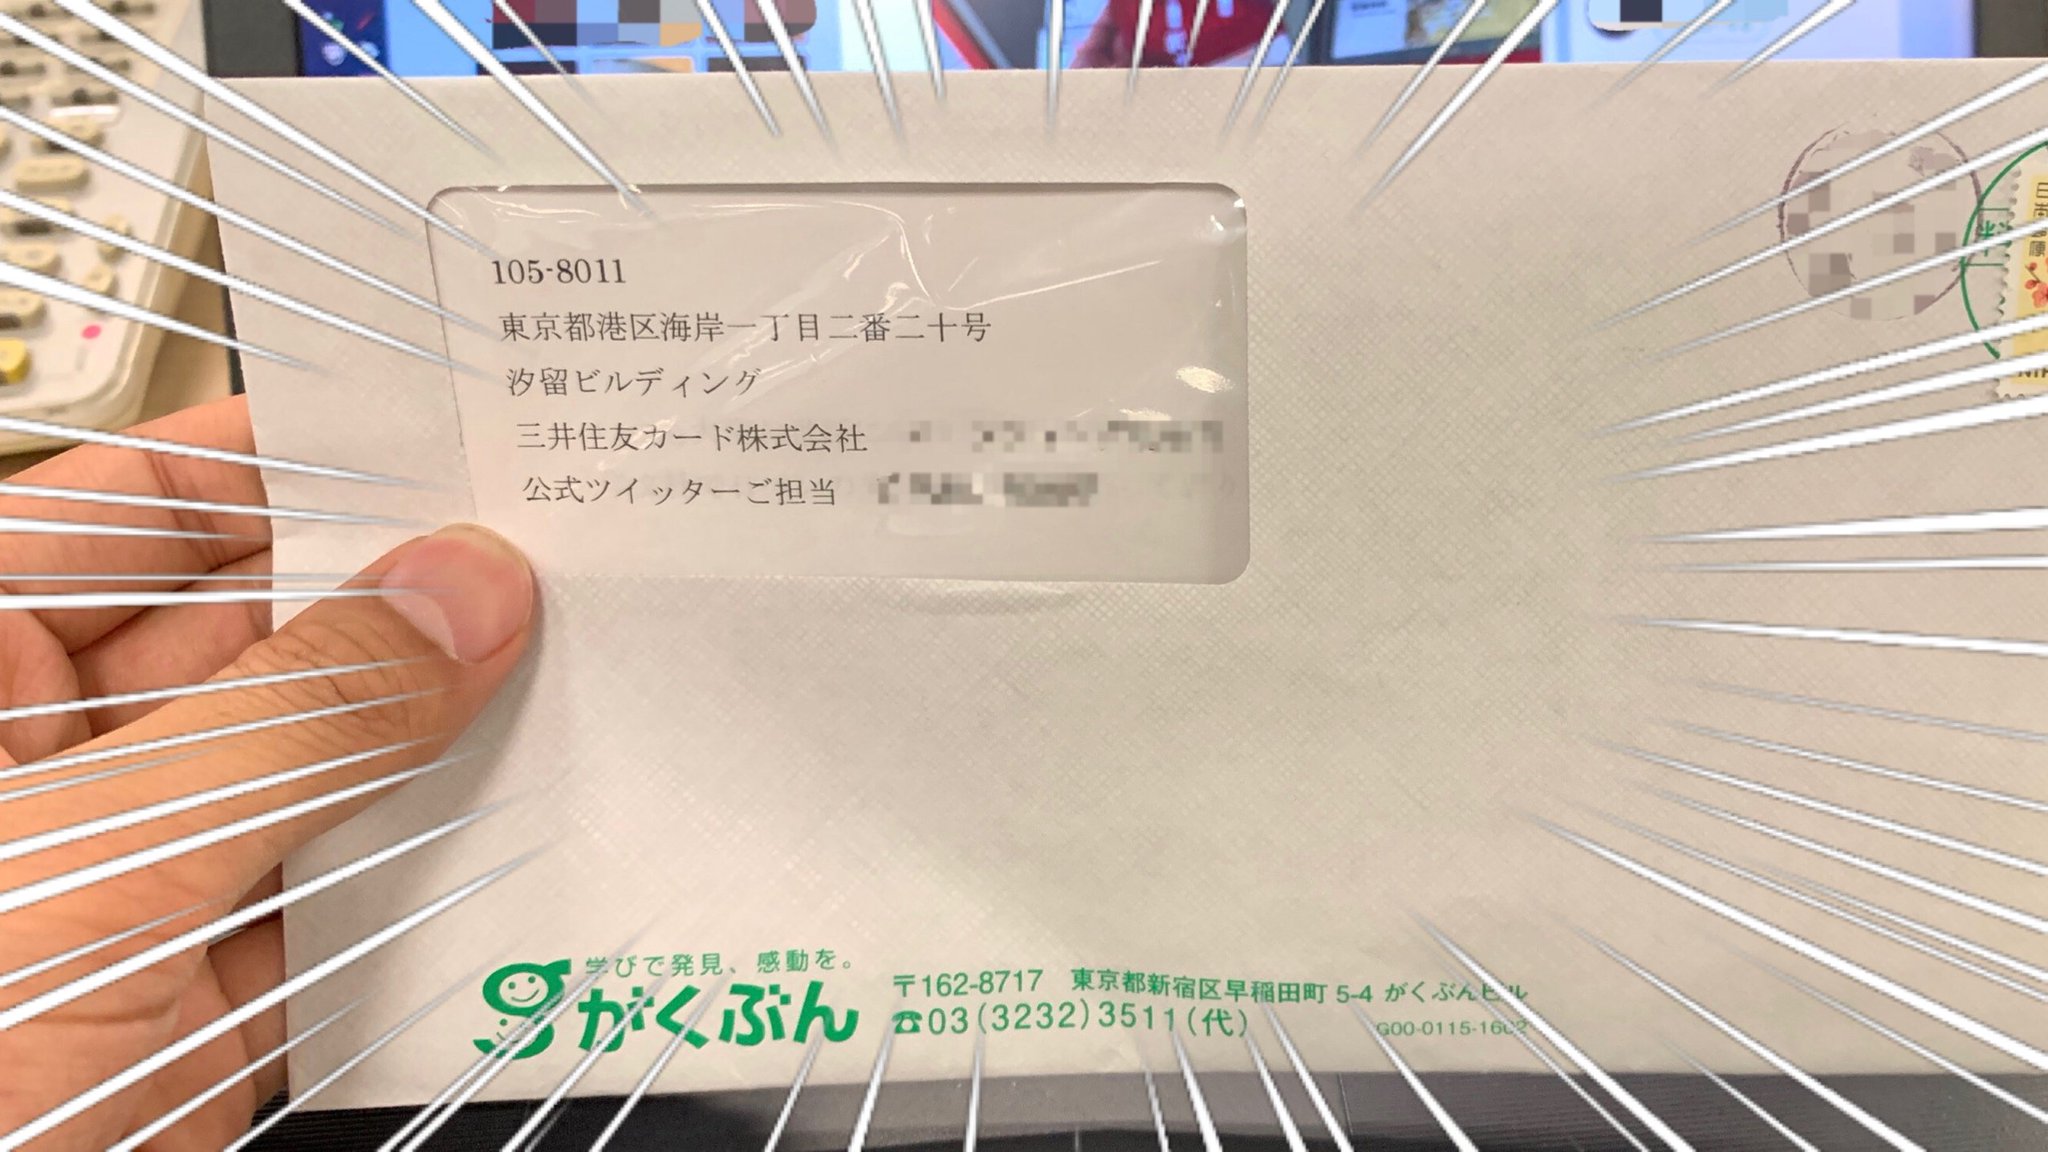 105-8011
東京都港区海岸一丁目二番二十号
汐留ビルディング
三井住友カード株式会社
公式ツイッターご担当
学びで発見、感動を。
がくぶん
〒162-8717 東京都新宿区早稲田町 5-4 がくぶんビル
☎03(3232)3511(代)
G00-0115-1602